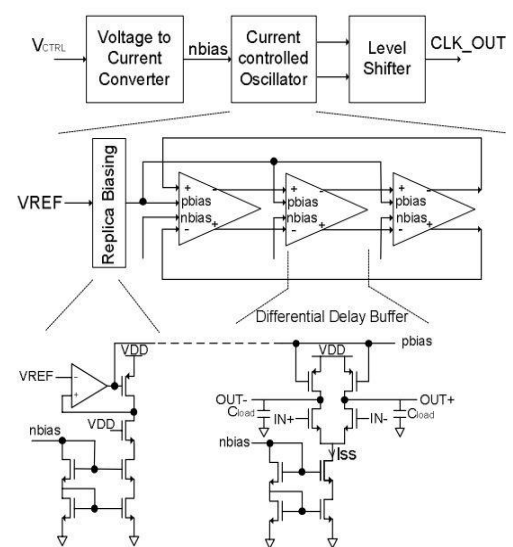 VCTRL
Voltage to
Current
Converter
nbias
Current
controlled
Oscillator
Level
Shifter
CLK_OUT
VREF
Replica Biasing
+
pbias
nbias
-
-
+
+
pbias
nbias
-
-
+
+
pbias
nbias
-
-
+
Differential Delay Buffer
VDD
pbias
VREF
-
+
VDD
nbias
VDD
OUT-
OUT+
Cload
IN+
IN-
Cload
nbias
Iss